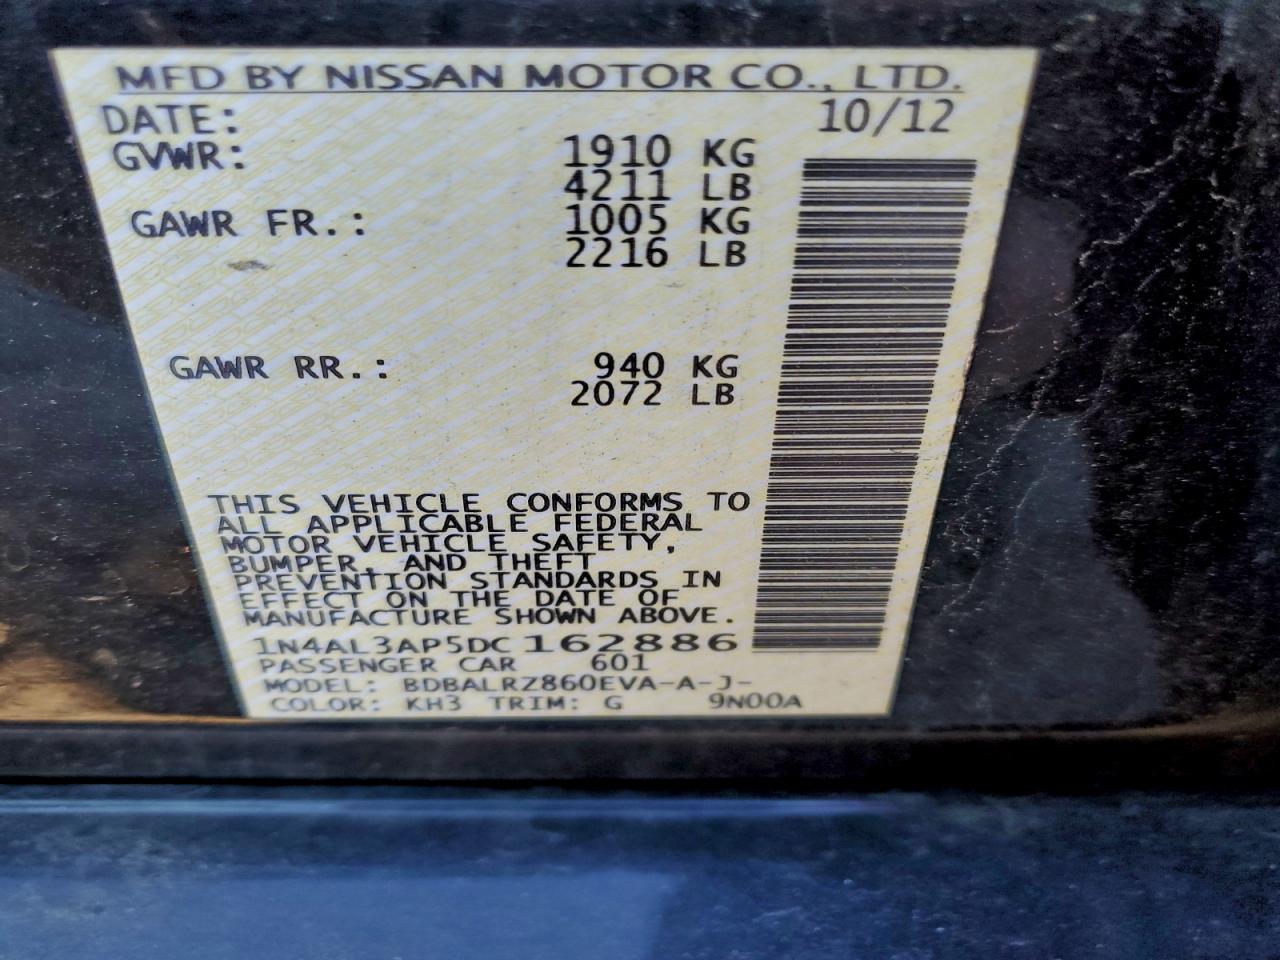 MFD BY NISSAN MOTOR CO., LTD.
DATE: 10/12
GVWR: 1910 KG
4211 LB
GAWR FR.: 1005 KG
2216 LB
GAWR RR.: 940 KG
2072 LB
THIS VEHICLE CONFORMS TO
ALL APPLICABLE FEDERAL
MOTOR VEHICLE SAFETY,
BUMPER, AND THEFT
PREVENTION STANDARDS IN
EFFECT ON THE DATE OF
MANUFACTURE SHOWN ABOVE.
1N4AL3AP5DC162886
PASSENGER CAR 601
MODEL: BDBALRZ860EVA-A-J-
COLOR: KH3 TRIM: G 9N00A